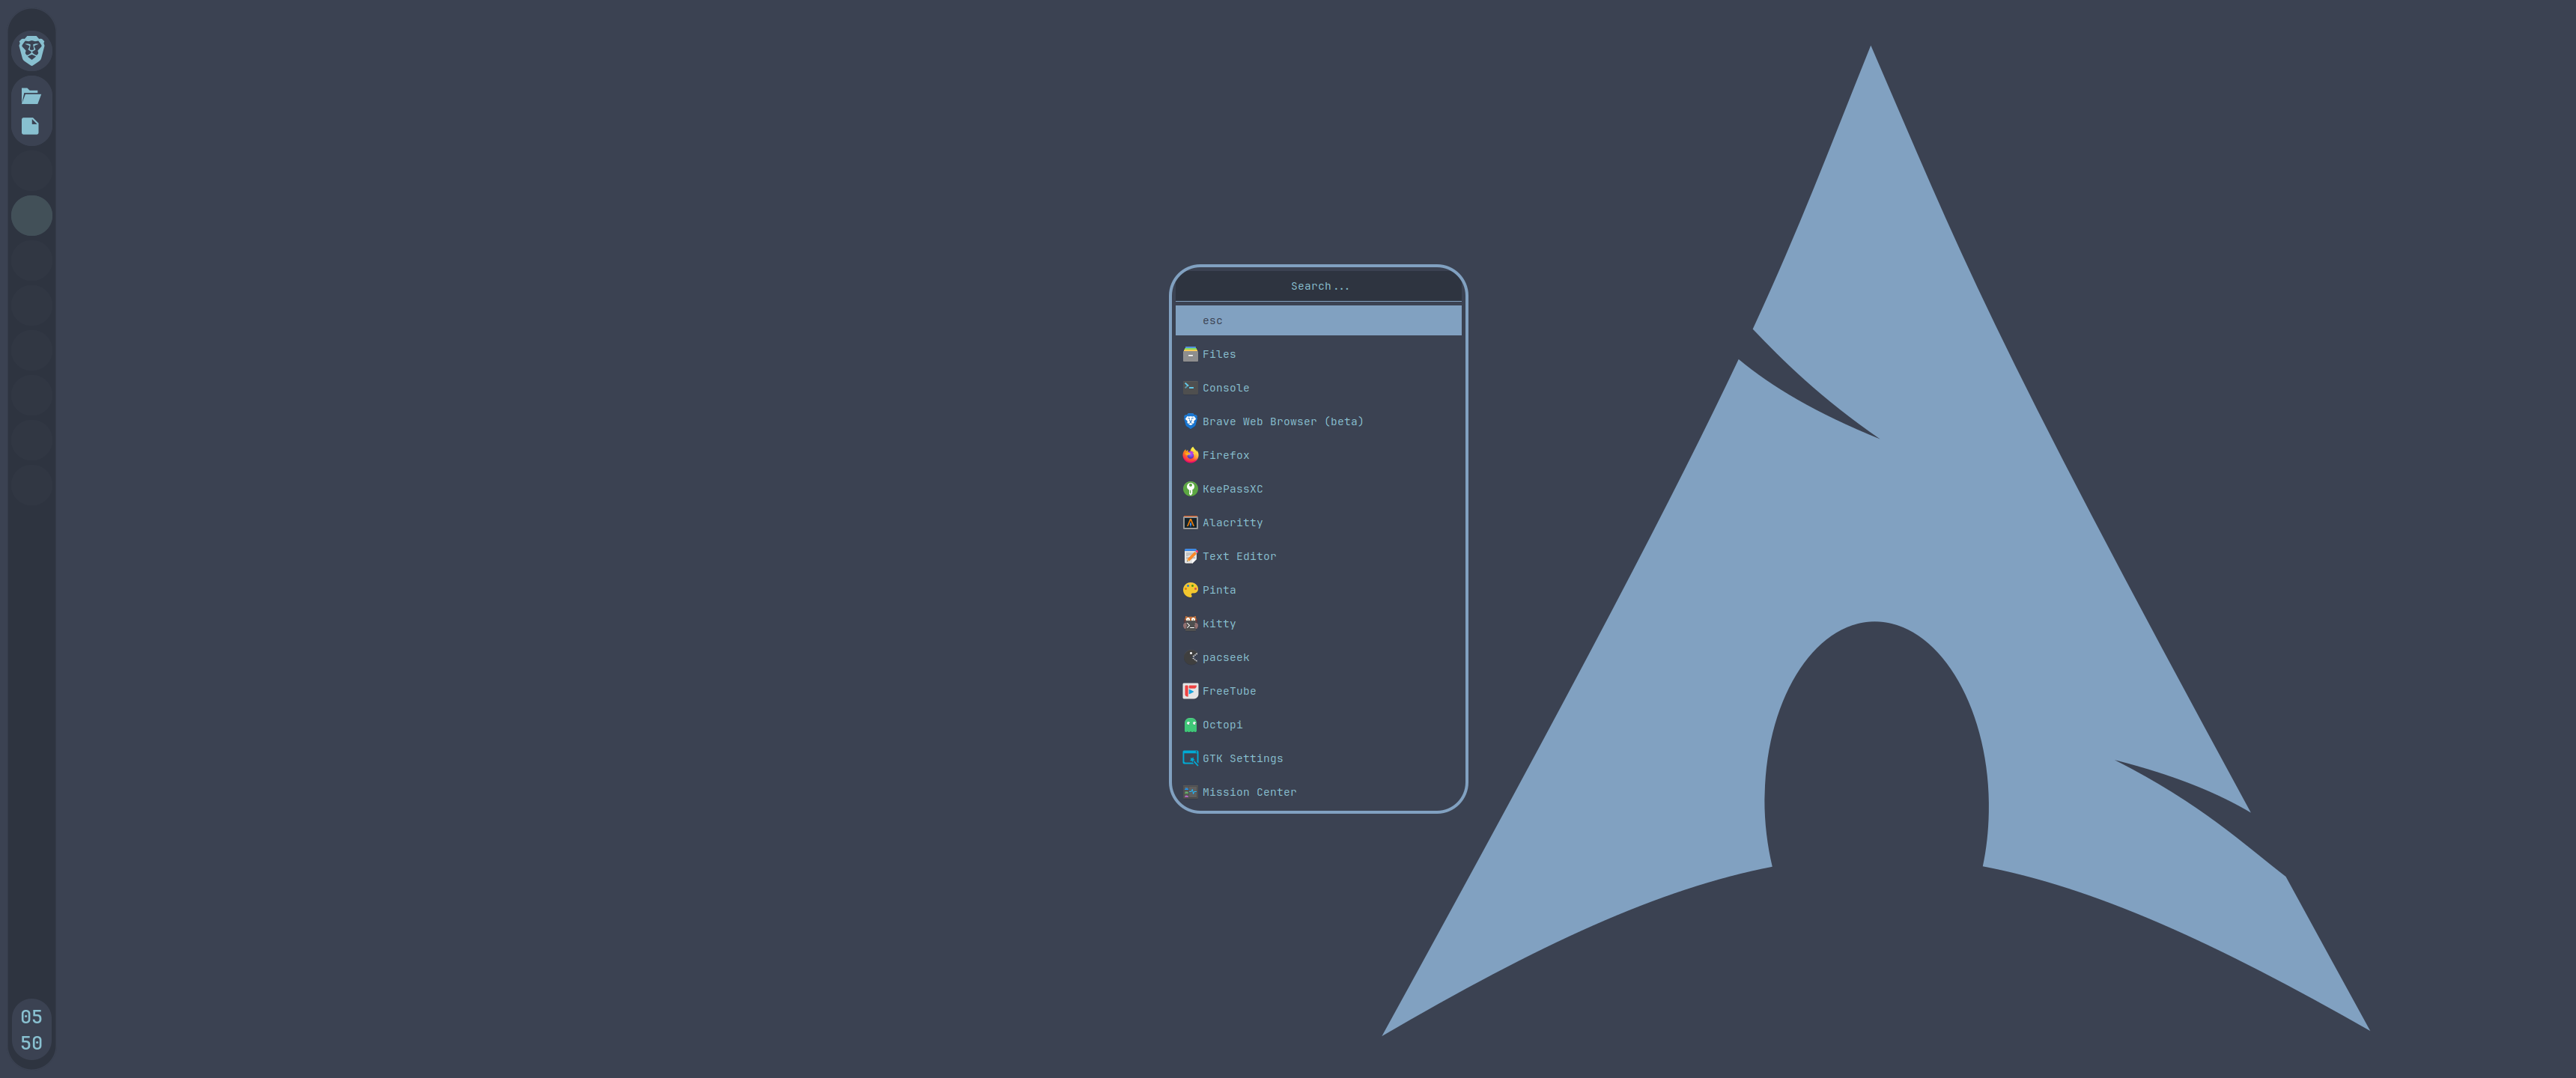 Search...
esc
Files
Console
Brave Web Browser (beta)
Firefox
KeePassXC
Alacritty
Text Editor
Pinta
kitty
pacseek
FreeTube
Octopi
GTK Settings
Mission Center
05
50